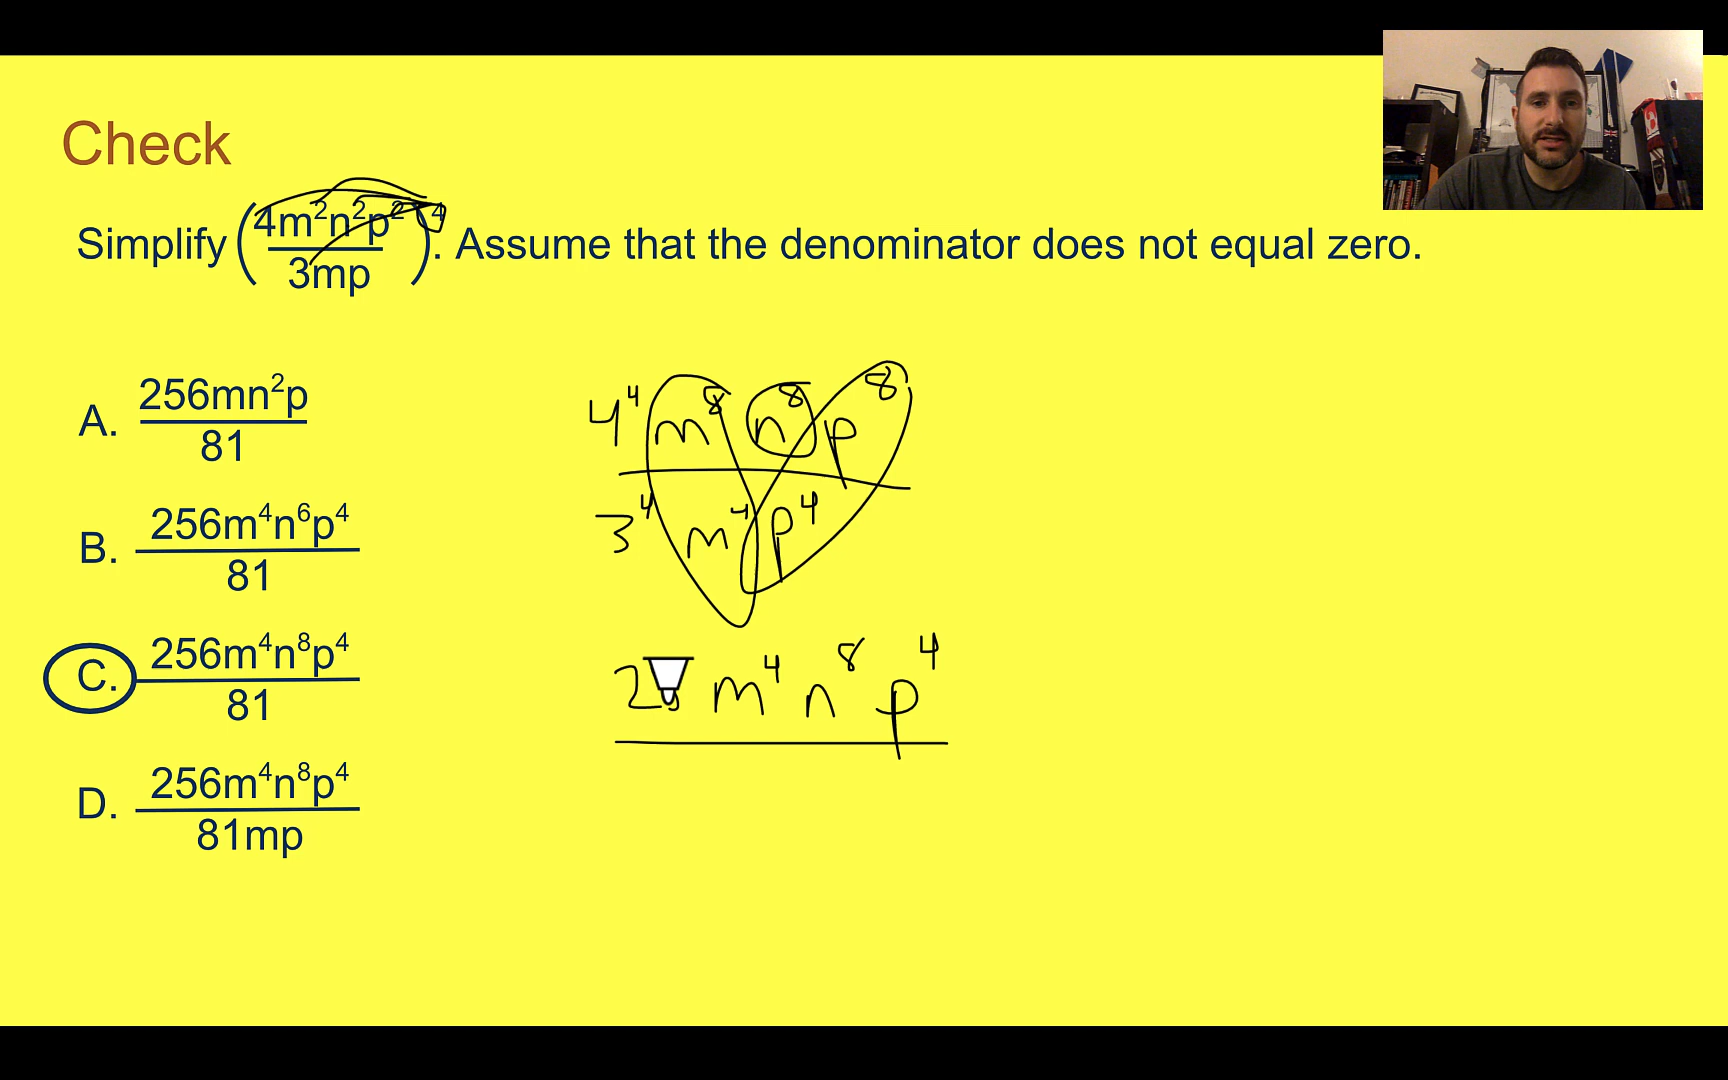 Check
Simplify (4m²n²p² / 3mp)⁴. Assume that the denominator does not equal zero.
A. 256mn²p / 81
B. 256m⁴n⁶p⁴ / 81
C. 256m⁴n⁸p⁴ / 81
D. 256m⁴n⁸p⁴ / 81mp
4⁴ m⁸ n⁸ p⁸
3⁴ m⁴ p⁴
m⁴ n⁸ p⁴